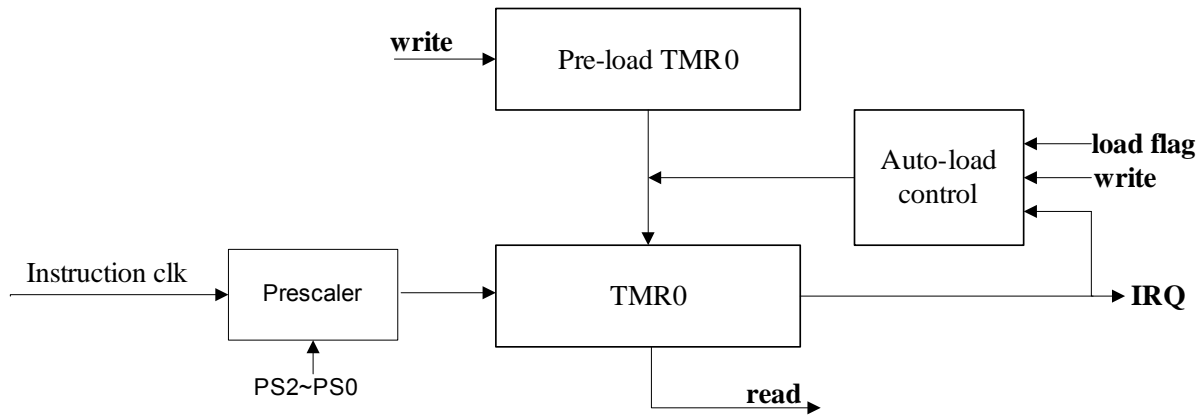 write
Pre-load TMR0
load flag
Auto-load
control
write
Instruction clk
Prescaler
TMR0
IRQ
PS2~PS0
read